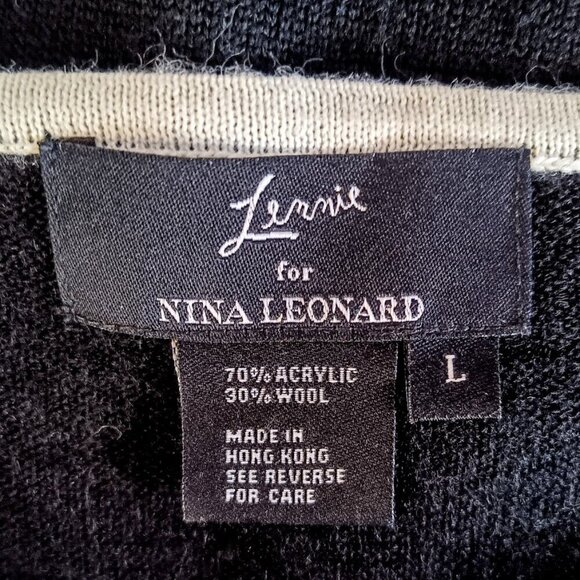 Lennie
for
NINA LEONARD
L
70% ACRYLIC
30% WOOL
MADE IN
HONG KONG
SEE REVERSE
FOR CARE